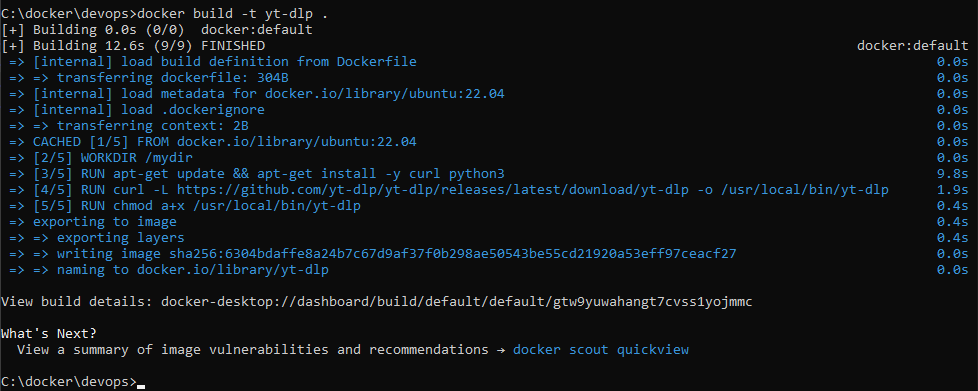 C:\docker\devops>docker build -t yt-dlp .
[+] Building 0.0s (0/0)  docker:default
[+] Building 12.6s (9/9) FINISHED docker:default
=> [internal] load build definition from Dockerfile 0.0s
=> => transferring dockerfile: 304B 0.0s
=> [internal] load metadata for docker.io/library/ubuntu:22.04 0.0s
=> [internal] load .dockerignore 0.0s
=> => transferring context: 2B 0.0s
=> CACHED [1/5] FROM docker.io/library/ubuntu:22.04 0.0s
=> [2/5] WORKDIR /mydir 0.0s
=> [3/5] RUN apt-get update && apt-get install -y curl python3 9.8s
=> [4/5] RUN curl -L https://github.com/yt-dlp/yt-dlp/releases/latest/download/yt-dlp -o /usr/local/bin/yt-dlp 1.9s
=> [5/5] RUN chmod a+x /usr/local/bin/yt-dlp 0.4s
=> exporting to image 0.4s
=> => exporting layers 0.4s
=> => writing image sha256:6304bdaffe8a24b7c67d9af37f0b298ae50543be55cd21920a53eff97ceacf27 0.0s
=> => naming to docker.io/library/yt-dlp 0.0s
View build details: docker-desktop://dashboard/build/default/default/gtw9yuwahangt7cvss1yojmmc
What's Next?
View a summary of image vulnerabilities and recommendations → docker scout quickview
C:\docker\devops>